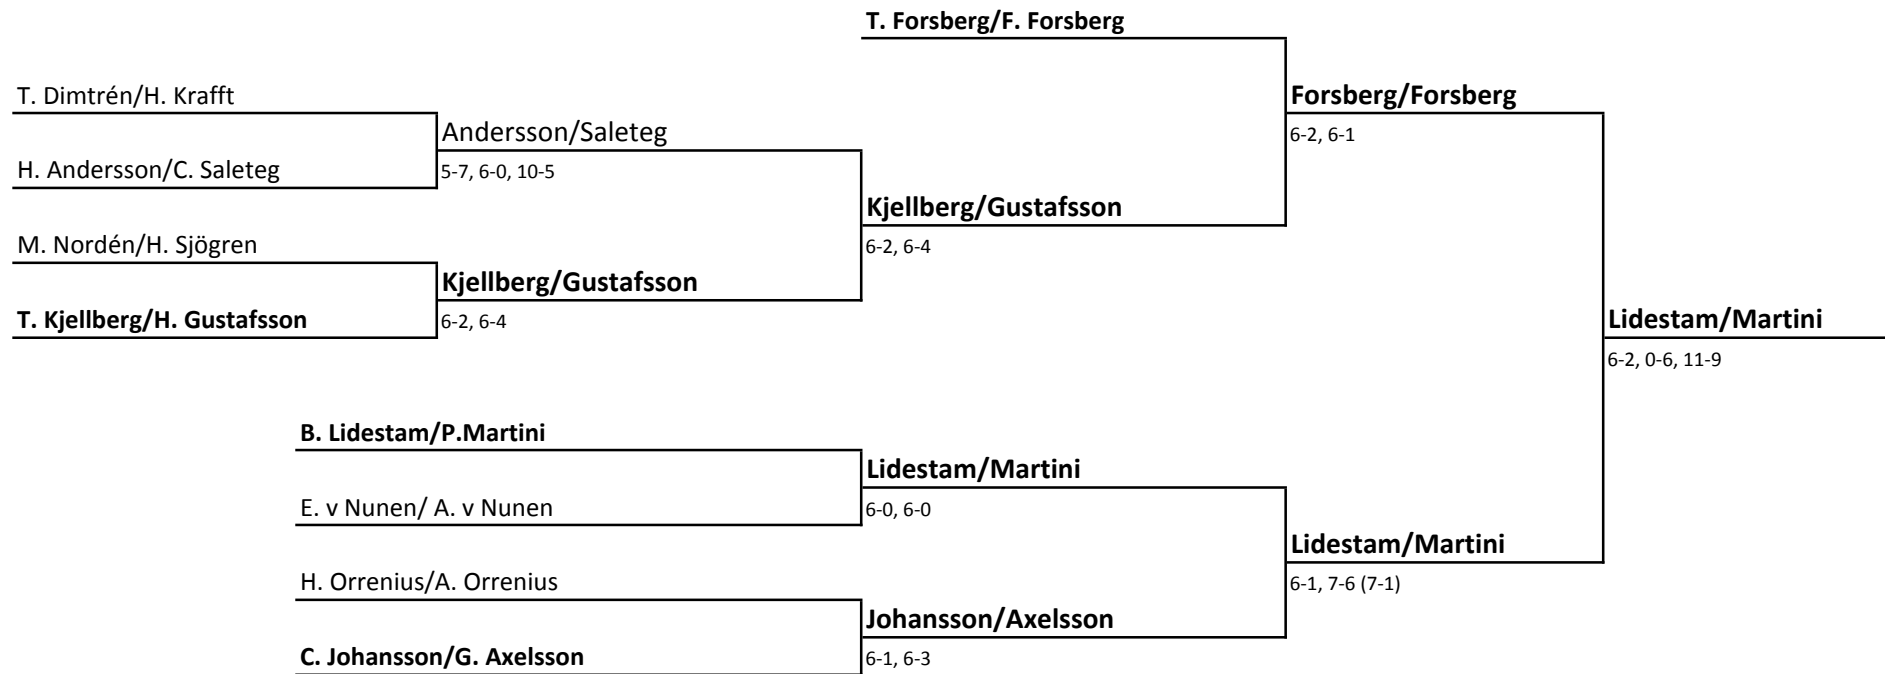 T. Forsberg/F. Forsberg
T. Dimtrén/H. Krafft
Forsberg/Forsberg
Andersson/Saleteg
6-2, 6-1
H. Andersson/C. Saleteg
5-7, 6-0, 10-5
Kjellberg/Gustafsson
M. Nordén/H. Sjögren
6-2, 6-4
Kjellberg/Gustafsson
T. Kjellberg/H. Gustafsson
6-2, 6-4
Lidestam/Martini
6-2, 0-6, 11-9
B. Lidestam/P.Martini
Lidestam/Martini
E. v Nunen/ A. v Nunen
6-0, 6-0
Lidestam/Martini
H. Orrenius/A. Orrenius
6-1, 7-6 (7-1)
Johansson/Axelsson
C. Johansson/G. Axelsson
6-1, 6-3